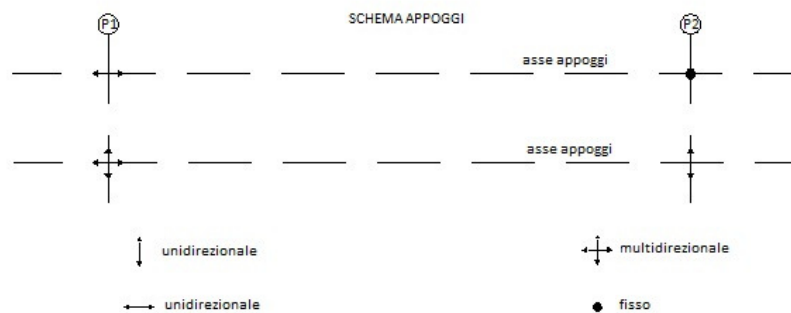 P1
SCHEMA APPOGGI
P2
asse appoggi
asse appoggi
unidirezionale
multidirezionale
unidirezionale
fisso